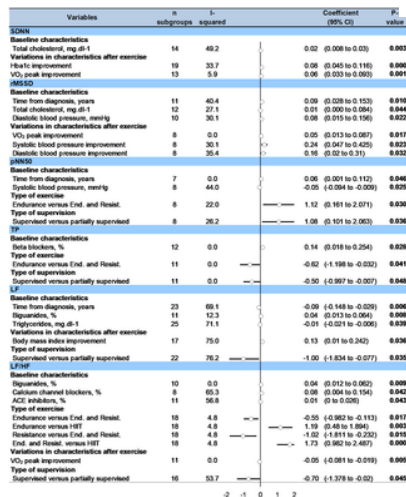 Variables n subgroups I-squared Coefficient (95% CI) P-value
SDNN
Baseline characteristics
Total cholesterol, mg.dl-1 14 49.2 0.02 (0.006 to 0.03) 0.003
Variations in characteristics after exercise
Hba1c improvement 19 33.7 0.08 (0.045 to 0.116) 0.000
VO₂ peak improvement 13 5.9 0.06 (0.033 to 0.093) 0.001
rMSSD
Baseline characteristics
Time from diagnosis, years 11 40.4 0.09 (0.028 to 0.153) 0.010
Total cholesterol, mg.dl-1 12 27.1 0.01 (0.000 to 0.084) 0.044
Diastolic blood pressure, mmHg 10 30.1 0.08 (0.015 to 0.156) 0.022
Variations in characteristics after exercise
VO₂ peak improvement 8 0.0 0.05 (0.013 to 0.087) 0.017
Systolic blood pressure improvement 8 30.1 0.24 (0.047 to 0.425) 0.023
Diastolic blood pressure improvement 8 35.4 0.16 (0.02 to 0.31) 0.032
pNN50
Baseline characteristics
Time from diagnosis, years 7 0.0 0.06 (0.001 to 0.112) 0.046
Systolic blood pressure, mmHg 8 44.0 -0.05 (-0.094 to -0.009) 0.025
Type of exercise
Endurance versus End. and Resist. 8 22.0 1.12 (0.161 to 2.071) 0.030
Type of supervision
Supervised versus partially supervised 8 26.2 1.08 (0.101 to 2.063) 0.036
TP
Baseline characteristics
Beta blockers, % 12 0.0 0.14 (0.018 to 0.254) 0.028
Type of exercise
Endurance versus End. and Resist. 11 0.0 -0.62 (-1.198 to -0.032) 0.041
Type of supervision
Supervised versus partially supervised 11 0.0 -0.50 (-0.997 to -0.007) 0.048
LF
Baseline characteristics
Time from diagnosis, years 23 69.1 -0.09 (-0.148 to -0.029) 0.006
Biguanides, % 11 12.3 0.04 (0.013 to 0.064) 0.008
Triglycerides, mg.dl-1 25 71.1 -0.01 (-0.021 to -0.006) 0.039
Variations in characteristics after exercise
Body mass index improvement 17 75.0 0.13 (0.01 to 0.242) 0.036
Type of supervision
Supervised versus partially supervised 22 76.2 -1.00 (-1.834 to -0.077) 0.035
LF/HF
Baseline characteristics
Biguanides, % 10 0.0 0.04 (0.012 to 0.062) 0.009
Calcium channel blockers, % 8 65.3 0.08 (0.004 to 0.154) 0.042
ACE inhibitors, % 11 56.8 0.01 (0 to 0.026) 0.043
Type of exercise
Endurance versus End. and Resist. 18 4.8 -0.55 (-0.982 to -0.113) 0.017
Endurance versus HIIT 18 4.8 1.19 (0.48 to 1.894) 0.003
Resistance versus End. and Resist. 18 4.8 -1.02 (-1.811 to -0.232) 0.015
End. and Resist. versus HIIT 18 4.8 1.73 (0.982 to 2.487) 0.000
Variations in characteristics after exercise
VO₂ peak improvement 11 0.0 -0.05 (-0.081 to -0.019) 0.005
Type of supervision
Supervised versus partially supervised 16 53.7 -0.70 (-1.378 to -0.02) 0.045
-2 -1 0 1 2